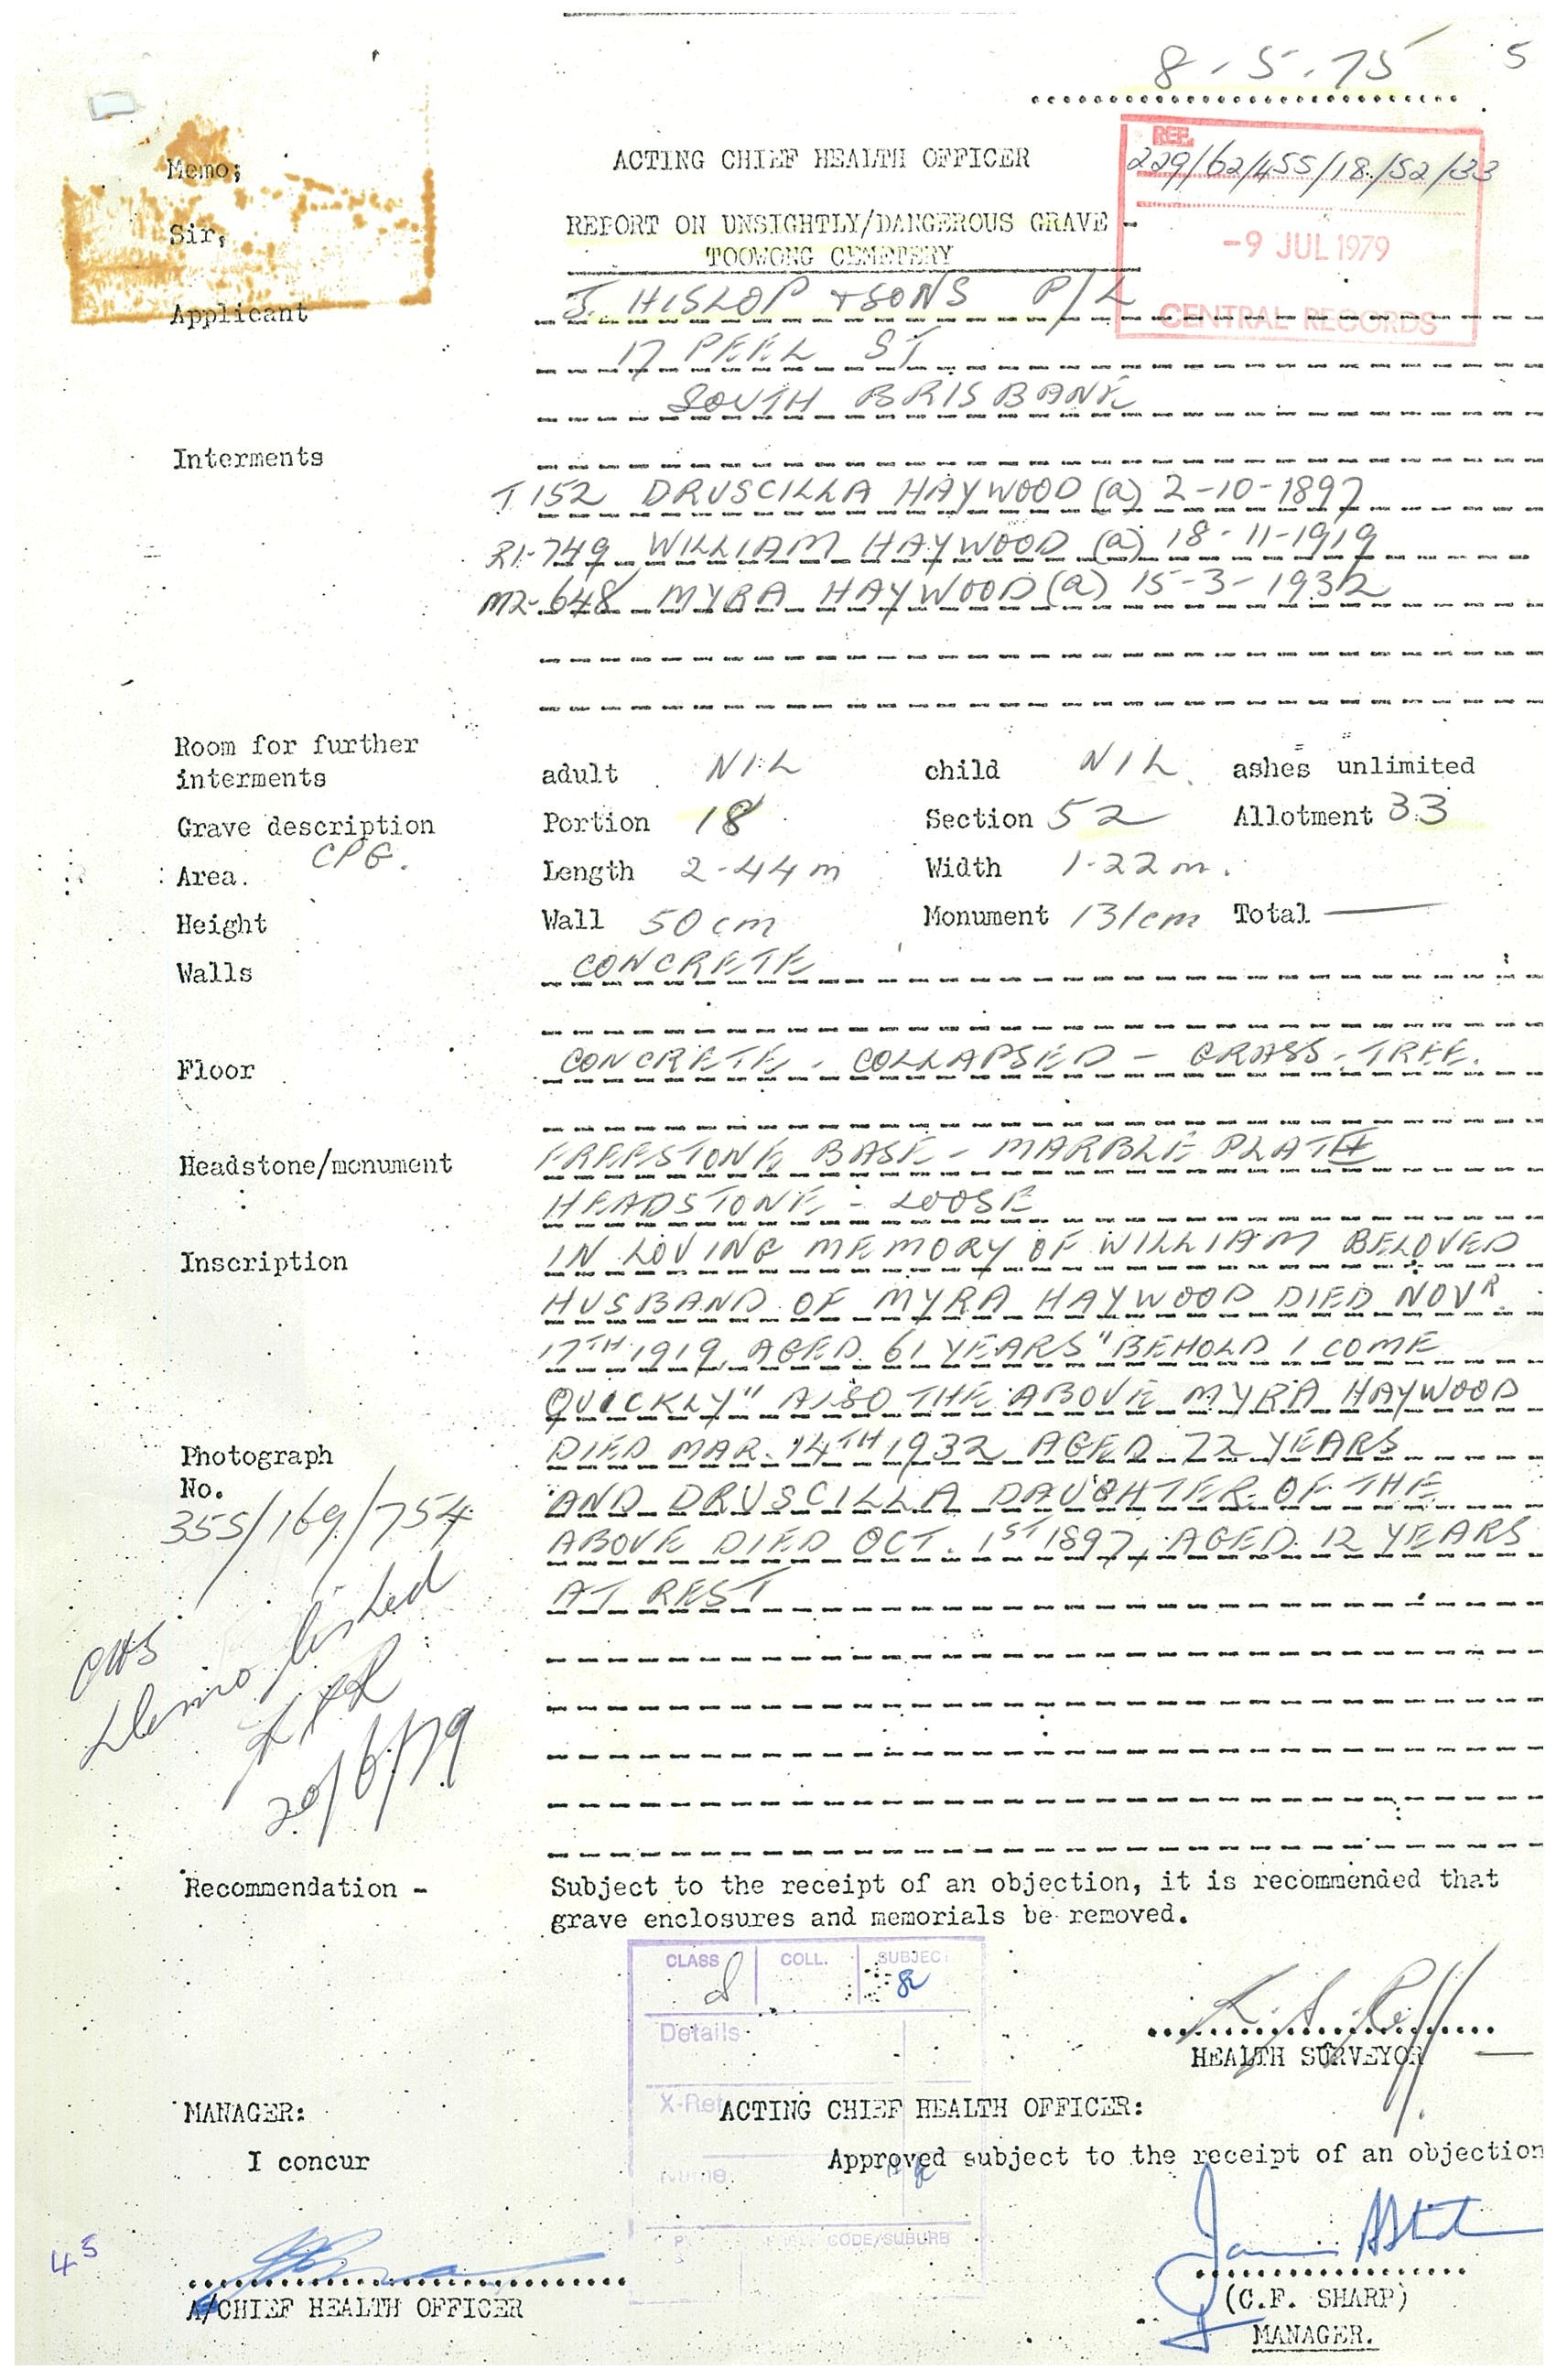 8.5.75
5
Memo;
ACTING CHIEF HEALTH OFFICER
REF.
229/62/455/18/52/33
Sir,
REPORT ON UNSIGHTLY/DANGEROUS GRAVE -
TOOWONG CEMETERY
-9 JUL 1979
CENTRAL RECORDS
Applicant
J. HISLOP & SONS P/L
17 PEEL ST
SOUTH BRISBANE
Interments
T152 DRUSCILLA HAYWOOD (a) 2-10-1897
R1-749 WILLIAM HAYWOOD (a) 18-11-1919
M2-648 MYRA HAYWOOD (a) 15-3-1932
Room for further
interments adult NIL child NIL ashes unlimited
Grave description Portion 18 Section 52 Allotment 33
CPG.
Area. Length 2-44m Width 1-22m.
Height Wall 50cm Monument 131cm Total —
Walls CONCRETE
Floor CONCRETE - COLLAPSED - GRASS - TREE.
Headstone/monument FREESTONE BASE - MARBLE PLATE
HEADSTONE - LOOSE
Inscription IN LOVING MEMORY OF WILLIAM BELOVED
HUSBAND OF MYRA HAYWOOD DIED NOVR.
17TH 1919, AGED 61 YEARS "BEHOLD I COME
QUICKLY" ALSO THE ABOVE MYRA HAYWOOD
Photograph DIED MAR. 14TH 1932 AGED 72 YEARS
No. AND DRUSCILLA DAUGHTER OF THE
355/169/754
ABOVE DIED OCT. 1ST 1897, AGED 12 YEARS
AT REST
Demolished
20/6/79
Recommendation - Subject to the receipt of an objection, it is recommended that
grave enclosures and memorials be removed.
CLASS COLL. SUBJECT
Details
HEALTH SURVEYOR
X-Ref
MANAGER: ACTING CHIEF HEALTH OFFICER:
I concur Approved subject to the receipt of an objection
Name
CODE/SUBURB
45
A/CHIEF HEALTH OFFICER
(C.F. SHARP)
MANAGER.